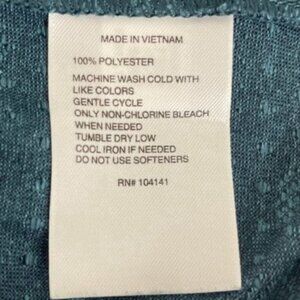 MADE IN VIETNAM
100% POLYESTER
MACHINE WASH COLD WITH
LIKE COLORS
GENTLE CYCLE
ONLY NON-CHLORINE BLEACH
WHEN NEEDED
TUMBLE DRY LOW
COOL IRON IF NEEDED
DO NOT USE SOFTENERS
RN# 104141